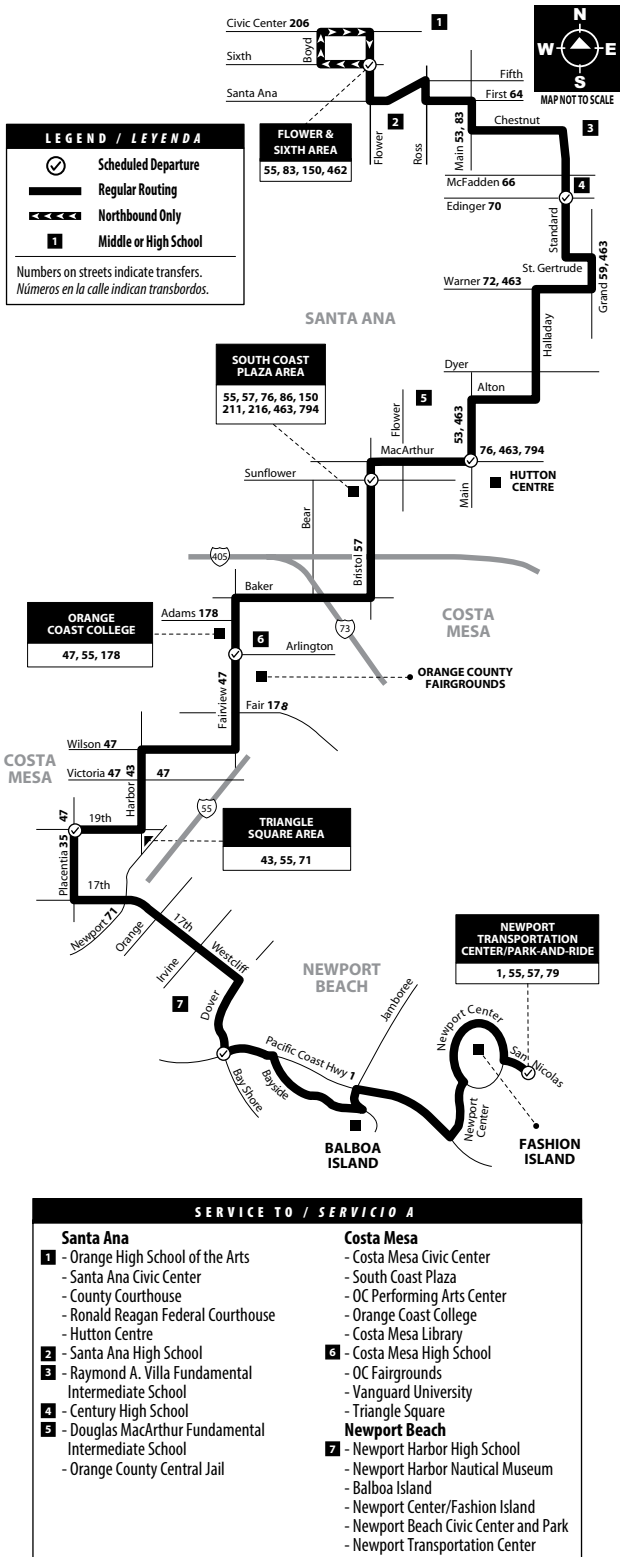 Civic Center 206
Boyd
1
Sixth
Santa Ana
Fifth
First 64
N
W
E
S
MAP NOT TO SCALE
LEGEND / LEYENDA
Scheduled Departure
Regular Routing
Northbound Only
1 Middle or High School
Numbers on streets indicate transfers.
Números en la calle indican transbordos.
FLOWER &
SIXTH AREA
55, 83, 150, 462
Flower
2
Ross
Main 53, 83
Chestnut
3
McFadden 66
4
Edinger 70
Standard
St. Gertrude
Grand 59, 463
Warner 72, 463
SANTA ANA
Halladay
SOUTH COAST
PLAZA AREA
55, 57, 76, 86, 150
211, 216, 463, 794
Dyer
Alton
5
Flower
53, 463
MacArthur
76, 463, 794
Sunflower
Main
HUTTON
CENTRE
Bear
Bristol 57
405
Baker
COSTA
MESA
73
Adams 178
ORANGE
COAST COLLEGE
47, 55, 178
6
Arlington
ORANGE COUNTY
FAIRGROUNDS
Fairview 47
Fair 178
Wilson 47
COSTA
MESA
Victoria 47
47
Harbor 43
55
TRIANGLE
SQUARE AREA
43, 55, 71
47
19th
Placentia 35
17th
Newport 71
Orange
17th
Irvine
Westcliff
NEWPORT
BEACH
NEWPORT
TRANSPORTATION
CENTER/PARK-AND-RIDE
1, 55, 57, 79
7
Dover
Jamboree
Newport Center
San Nicolas
Pacific Coast Hwy 1
Bay Shore
Bayside
Newport
Center
BALBOA
ISLAND
FASHION
ISLAND
SERVICE TO / SERVICIO A
Santa Ana
1 - Orange High School of the Arts
- Santa Ana Civic Center
- County Courthouse
- Ronald Reagan Federal Courthouse
- Hutton Centre
2 - Santa Ana High School
3 - Raymond A. Villa Fundamental
Intermediate School
4 - Century High School
5 - Douglas MacArthur Fundamental
Intermediate School
- Orange County Central Jail
Costa Mesa
- Costa Mesa Civic Center
- South Coast Plaza
- OC Performing Arts Center
- Orange Coast College
- Costa Mesa Library
6 - Costa Mesa High School
- OC Fairgrounds
- Vanguard University
- Triangle Square
Newport Beach
7 - Newport Harbor High School
- Newport Harbor Nautical Museum
- Balboa Island
- Newport Center/Fashion Island
- Newport Beach Civic Center and Park
- Newport Transportation Center